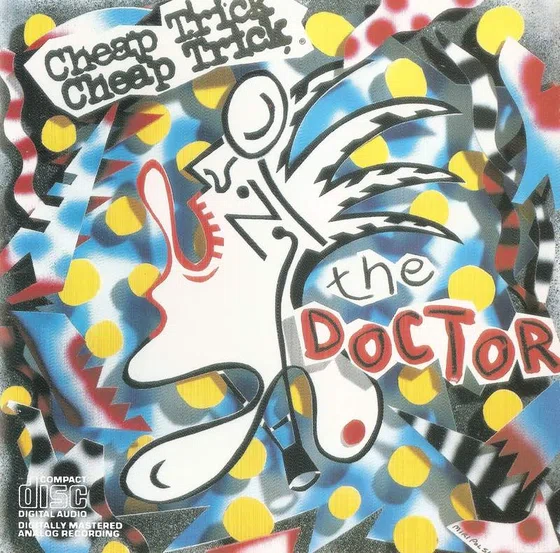 Cheap Trick
Cheap Trick
the
DOCTOR
COMPACT
disc
DIGITAL AUDIO
DIGITALLY MASTERED
ANALOG RECORDING